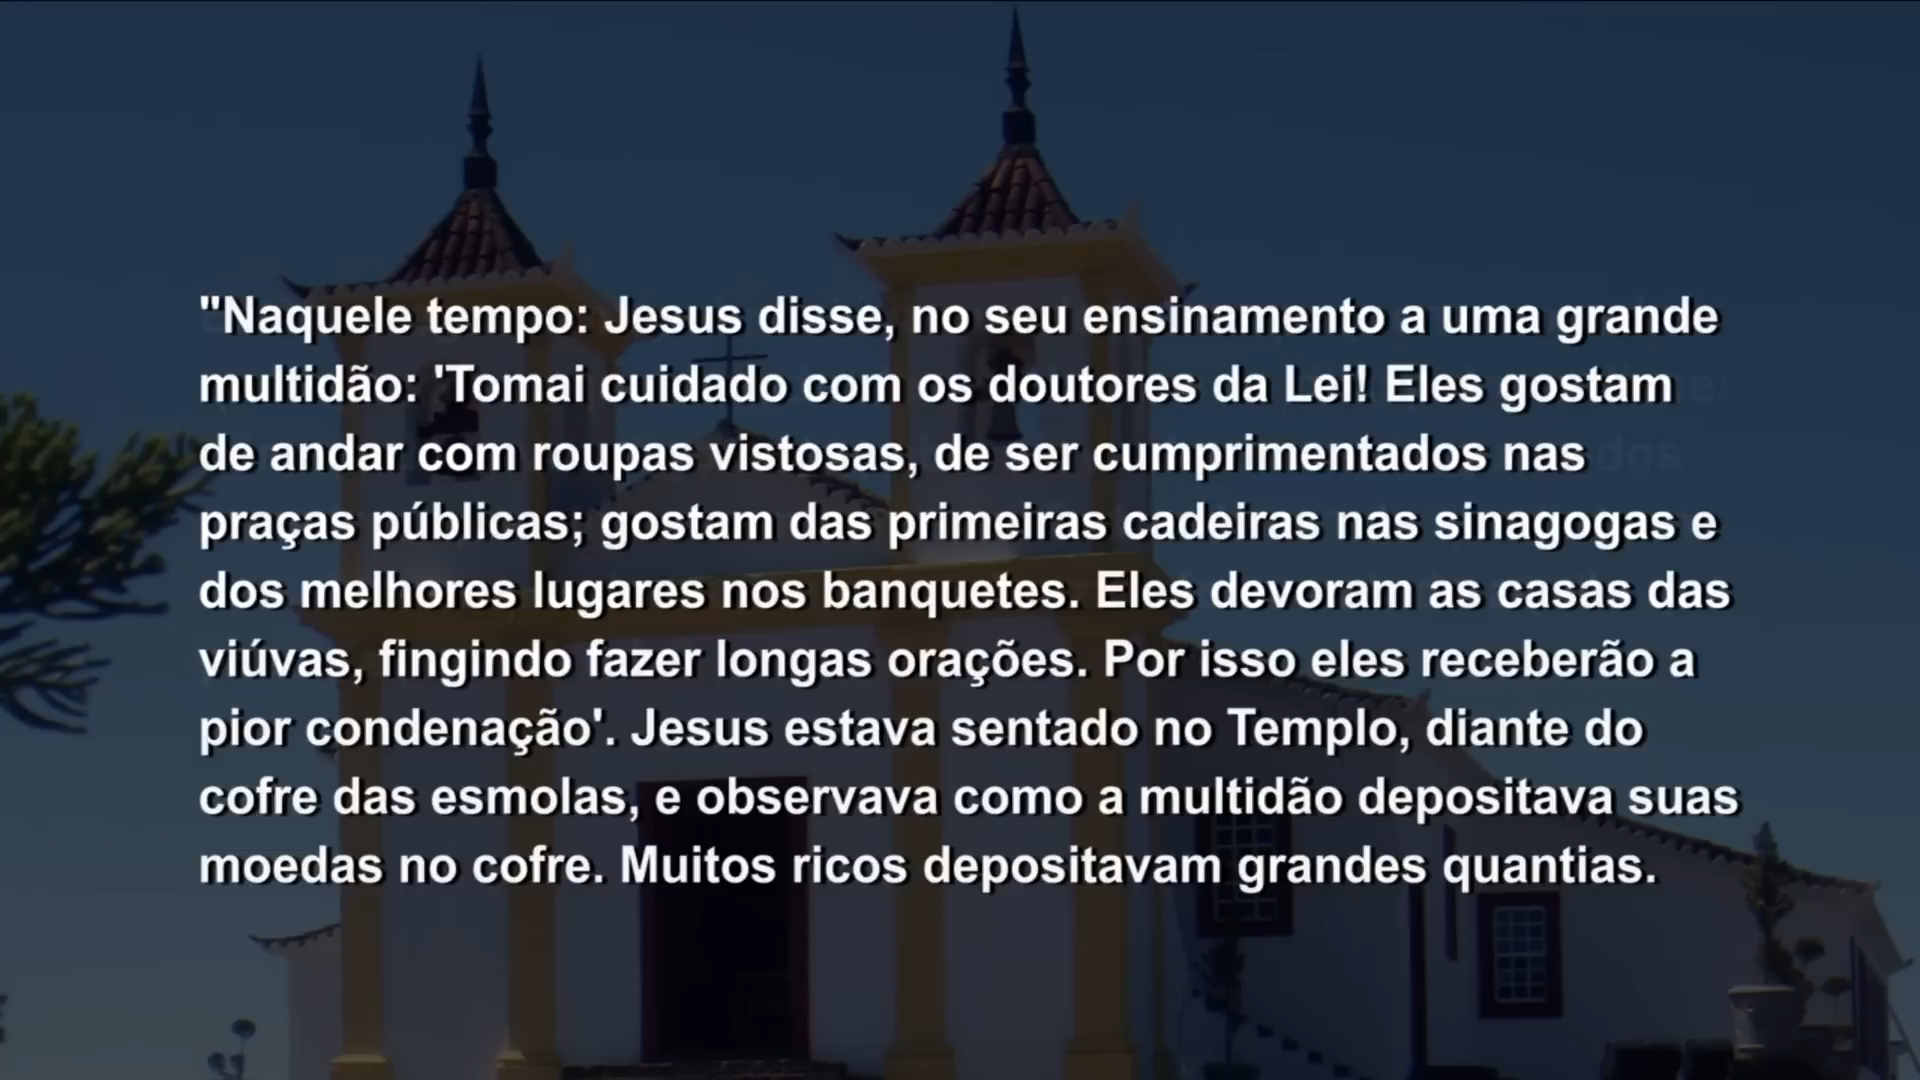 "Naquele tempo: Jesus disse, no seu ensinamento a uma grande
multidão: 'Tomai cuidado com os doutores da Lei! Eles gostam
de andar com roupas vistosas, de ser cumprimentados nas
praças públicas; gostam das primeiras cadeiras nas sinagogas e
dos melhores lugares nos banquetes. Eles devoram as casas das
viúvas, fingindo fazer longas orações. Por isso eles receberão a
pior condenação'. Jesus estava sentado no Templo, diante do
cofre das esmolas, e observava como a multidão depositava suas
moedas no cofre. Muitos ricos depositavam grandes quantias.